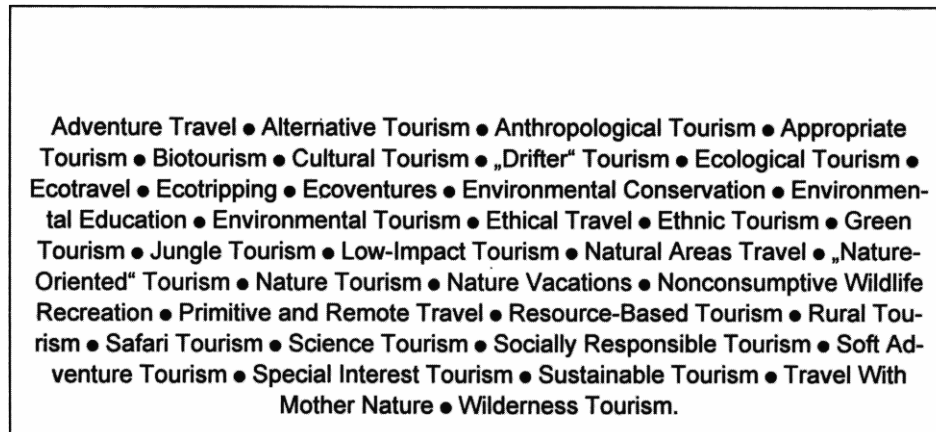 Adventure Travel ● Alternative Tourism ● Anthropological Tourism ● Appropriate
Tourism ● Biotourism ● Cultural Tourism ● „Drifter“ Tourism ● Ecological Tourism ●
Ecotravel ● Ecotripping ● Ecoventures ● Environmental Conservation ● Environmen-
tal Education ● Environmental Tourism ● Ethical Travel ● Ethnic Tourism ● Green
Tourism ● Jungle Tourism ● Low-Impact Tourism ● Natural Areas Travel ● „Nature-
Oriented“ Tourism ● Nature Tourism ● Nature Vacations ● Nonconsumptive Wildlife
Recreation ● Primitive and Remote Travel ● Resource-Based Tourism ● Rural Tou-
rism ● Safari Tourism ● Science Tourism ● Socially Responsible Tourism ● Soft Ad-
venture Tourism ● Special Interest Tourism ● Sustainable Tourism ● Travel With
Mother Nature ● Wilderness Tourism.